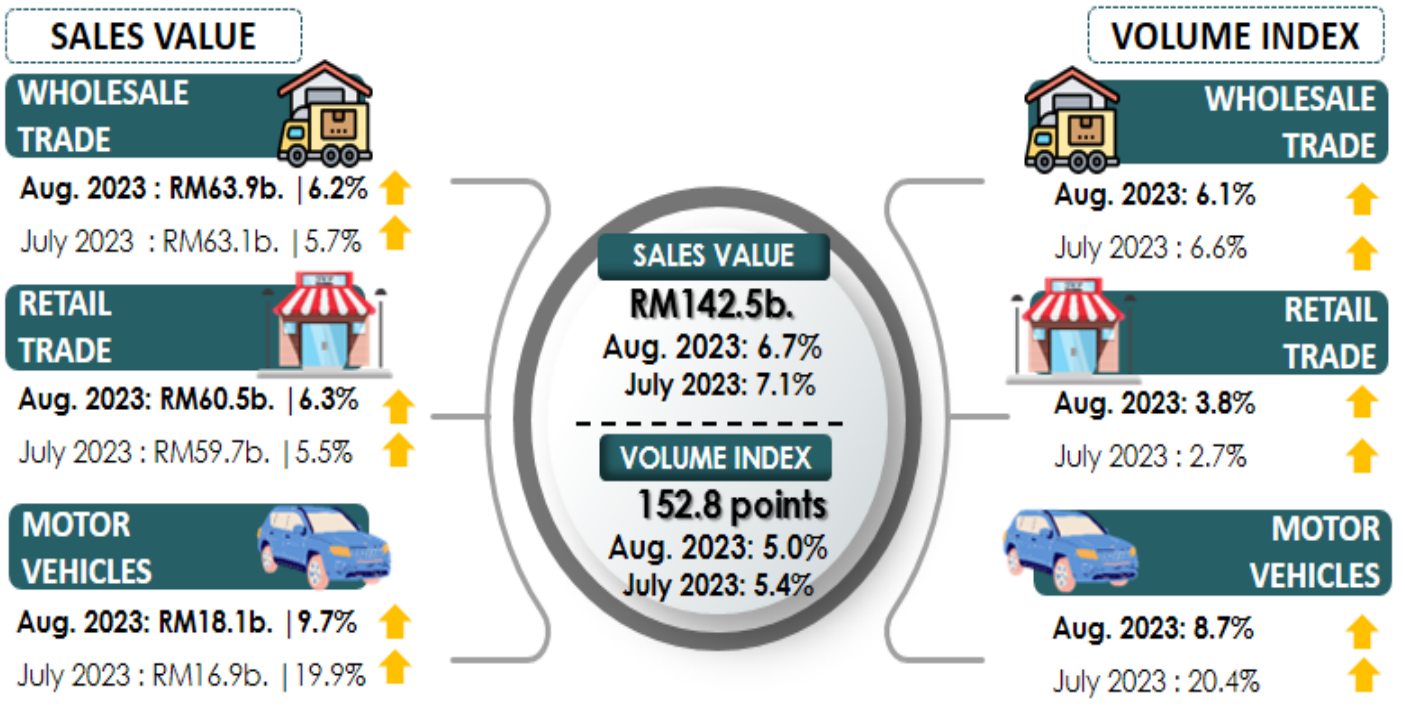 SALES VALUE
WHOLESALE
TRADE
Aug. 2023 : RM63.9b. |6.2%
July 2023 : RM63.1b. |5.7%
RETAIL
TRADE
Aug. 2023: RM60.5b. |6.3%
July 2023 : RM59.7b. |5.5%
MOTOR
VEHICLES
Aug. 2023: RM18.1b. |9.7%
July 2023 : RM16.9b. |19.9%
SALES VALUE
RM142.5b.
Aug. 2023: 6.7%
July 2023: 7.1%
VOLUME INDEX
152.8 points
Aug. 2023: 5.0%
July 2023: 5.4%
VOLUME INDEX
WHOLESALE
TRADE
Aug. 2023: 6.1%
July 2023 : 6.6%
RETAIL
TRADE
Aug. 2023: 3.8%
July 2023 : 2.7%
MOTOR
VEHICLES
Aug. 2023: 8.7%
July 2023 : 20.4%